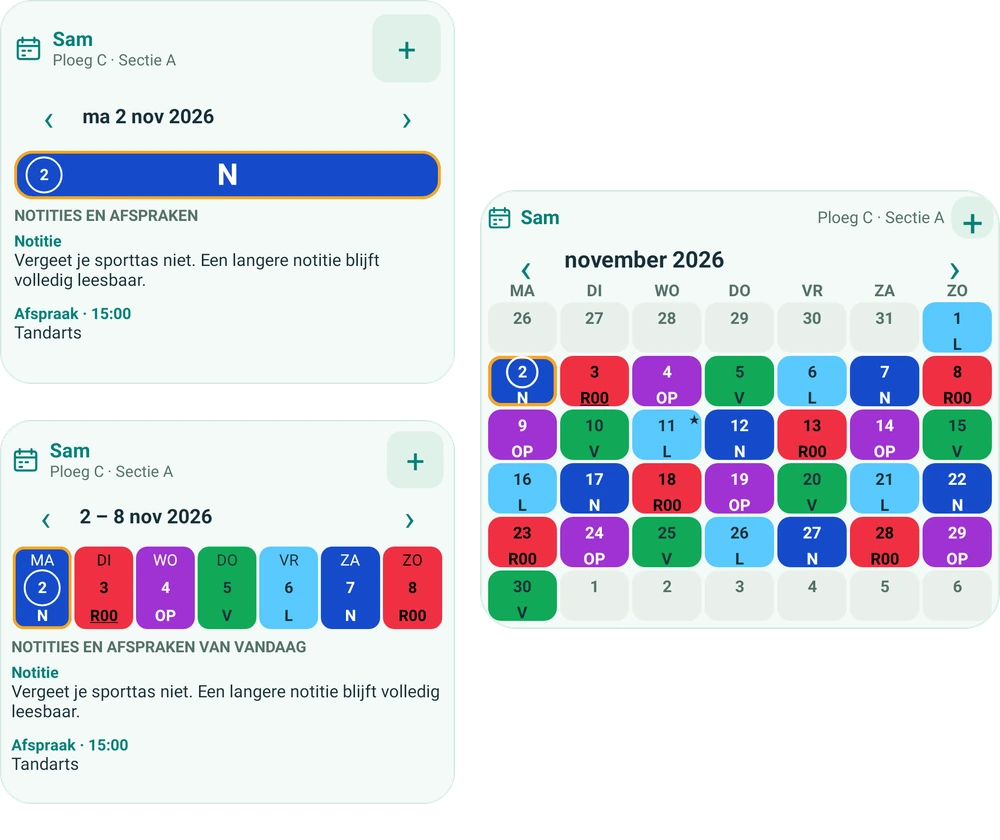 Sam
Ploeg C · Sectie A
+
‹ ma 2 nov 2026 ›
2 N
NOTITIES EN AFSPRAKEN
Notitie
Vergeet je sporttas niet. Een langere notitie blijft
volledig leesbaar.
Afspraak · 15:00
Tandarts
Sam
Ploeg C · Sectie A
+
‹ 2 – 8 nov 2026 ›
MA DI WO DO VR ZA ZO
2 3 4 5 6 7 8
N R00 OP V L N R00
NOTITIES EN AFSPRAKEN VAN VANDAAG
Notitie
Vergeet je sporttas niet. Een langere notitie blijft volledig
leesbaar.
Afspraak · 15:00
Tandarts
Sam Ploeg C · Sectie A +
‹ november 2026 ›
MA DI WO DO VR ZA ZO
26 27 28 29 30 31 1
L
2 3 4 5 6 7 8
N R00 OP V L N R00
9 10 11 ★ 12 13 14 15
OP V L N R00 OP V
16 17 18 19 20 21 22
L N R00 OP V L N
23 24 25 26 27 28 29
R00 OP V L N R00 OP
30 1 2 3 4 5 6
V